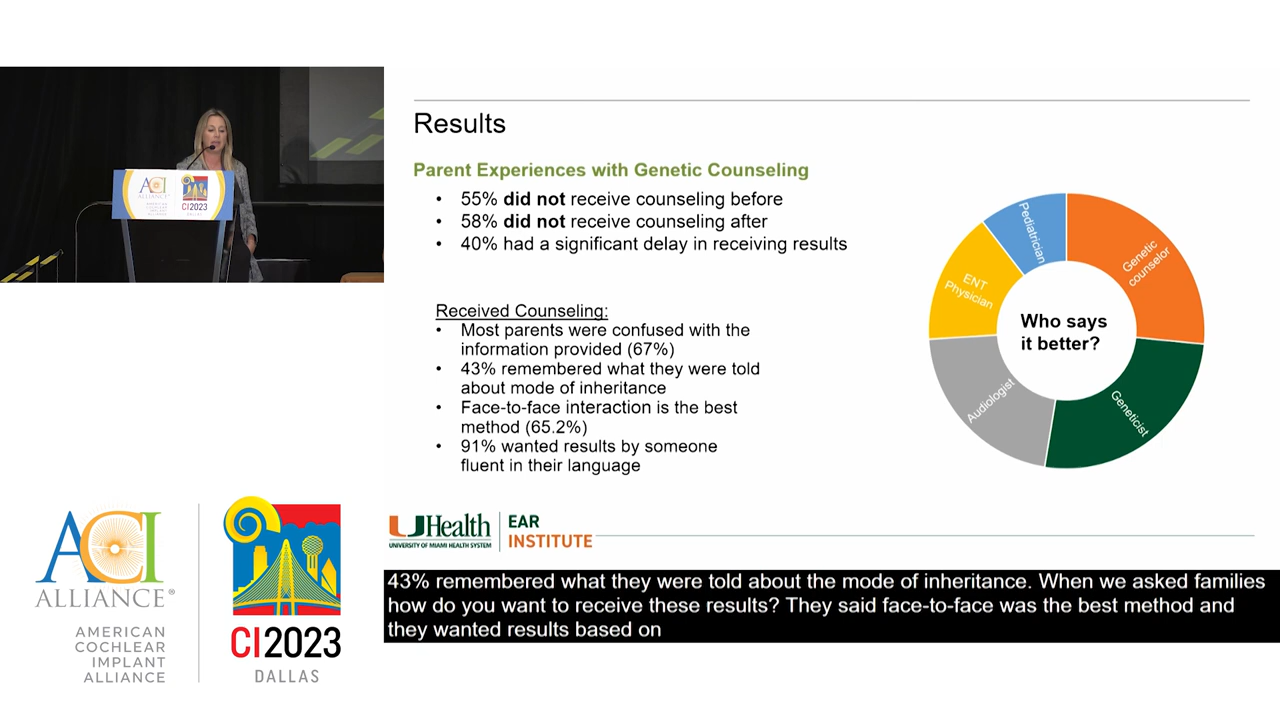 ACI
ALLIANCE
CI2023
Results
Parent Experiences with Genetic Counseling
• 55% did not receive counseling before
• 58% did not receive counseling after
• 40% had a significant delay in receiving results
Received Counseling:
• Most parents were confused with the
information provided (67%)
• 43% remembered what they were told
about mode of inheritance
• Face-to-face interaction is the best
method (65.2%)
• 91% wanted results by someone
fluent in their language
Who says
it better?
Genetic
counselor
Geneticist
Audiologist
ENT
Physician
Pediatrician
UHealth
UNIVERSITY OF MIAMI HEALTH SYSTEM
EAR
INSTITUTE
43% remembered what they were told about the mode of inheritance. When we asked families
how do you want to receive these results? They said face-to-face was the best method and
they wanted results based on
ACI
ALLIANCE®
AMERICAN
COCHLEAR
IMPLANT
ALLIANCE
CI2023
DALLAS